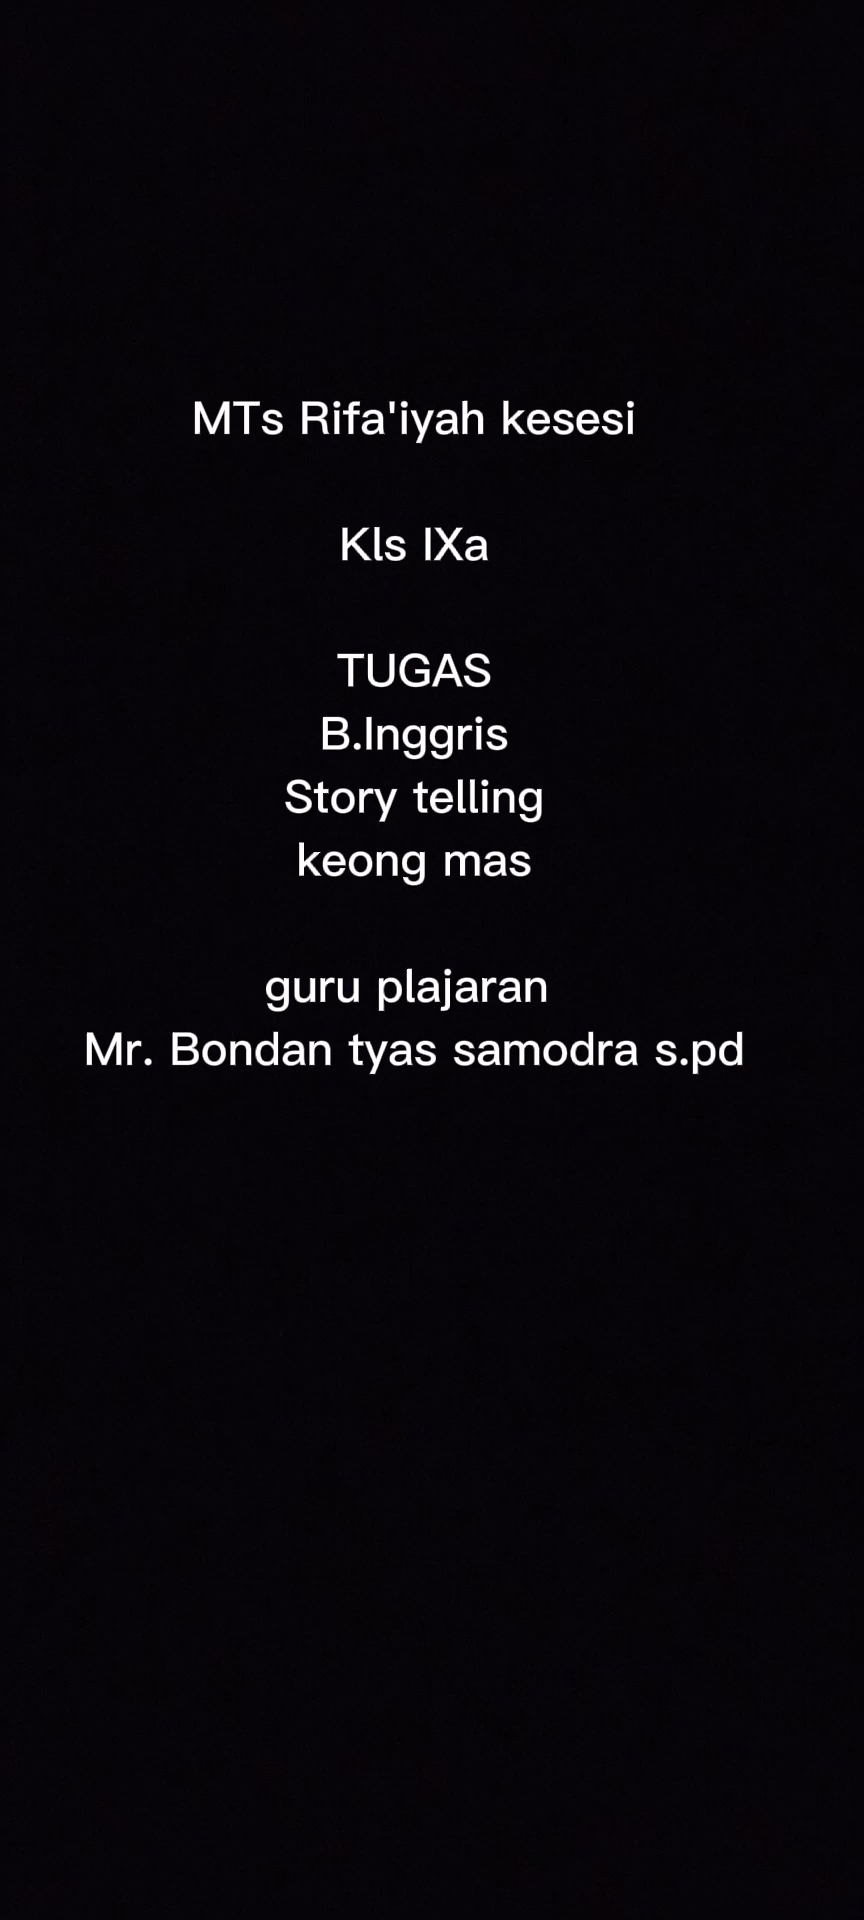 MTs Rifa'iyah kesesi
Kls IXa
TUGAS
B.Inggris
Story telling
keong mas
guru plajaran
Mr. Bondan tyas samodra s.pd